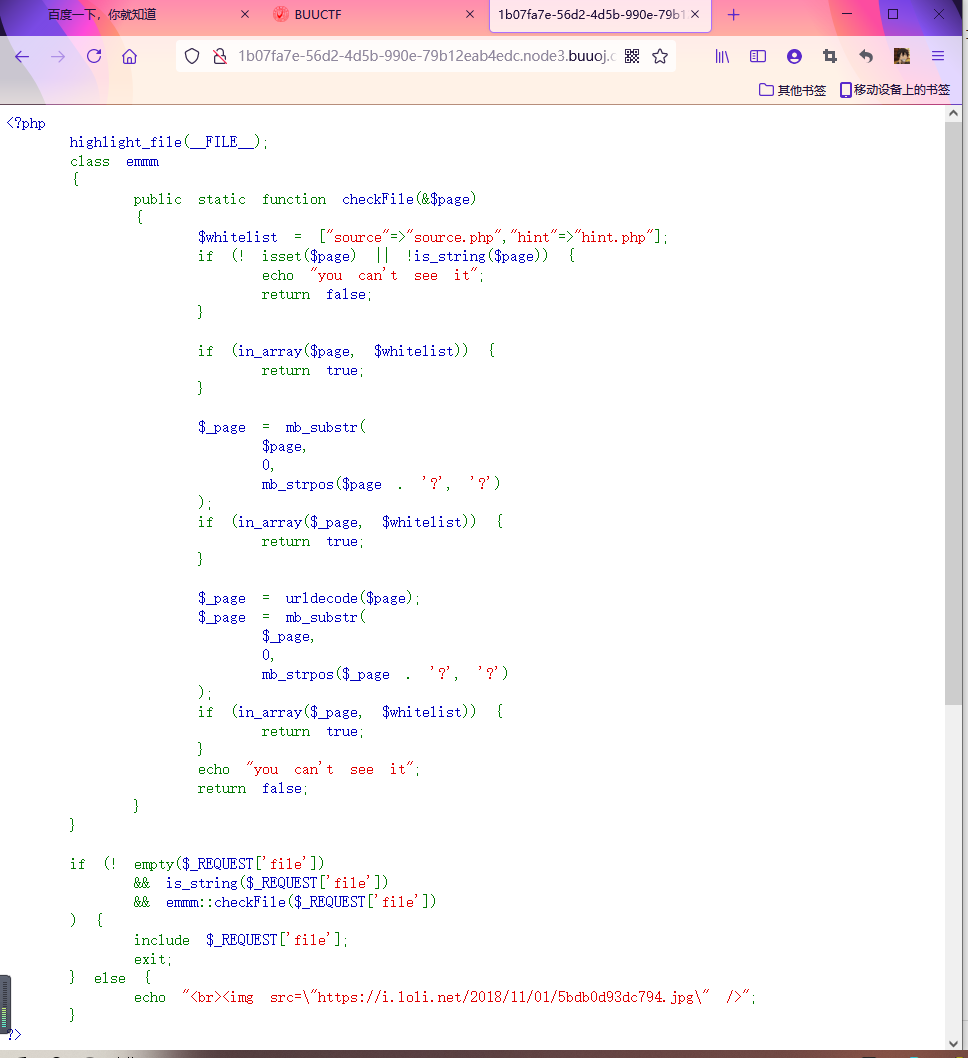 百度一下，你就知道
BUUCTF
1b07fa7e-56d2-4d5b-990e-79b1
1b07fa7e-56d2-4d5b-990e-79b12eab4edc.node3.buuoj.c
其他书签
移动设备上的书签
<?php
highlight_file(__FILE__);
class emmm
{
public static function checkFile(&$page)
{
$whitelist = ["source"=>"source.php","hint"=>"hint.php"];
if (! isset($page) || !is_string($page)) {
echo "you can't see it";
return false;
}
if (in_array($page, $whitelist)) {
return true;
}
$_page = mb_substr(
$page,
0,
mb_strpos($page . '?', '?')
);
if (in_array($_page, $whitelist)) {
return true;
}
$_page = urldecode($page);
$_page = mb_substr(
$_page,
0,
mb_strpos($_page . '?', '?')
);
if (in_array($_page, $whitelist)) {
return true;
}
echo "you can't see it";
return false;
}
}
if (! empty($_REQUEST['file'])
&& is_string($_REQUEST['file'])
&& emmm::checkFile($_REQUEST['file'])
) {
include $_REQUEST['file'];
exit;
} else {
echo "<br><img src=\"https://i.loli.net/2018/11/01/5bdb0d93dc794.jpg\" />";
}
?>